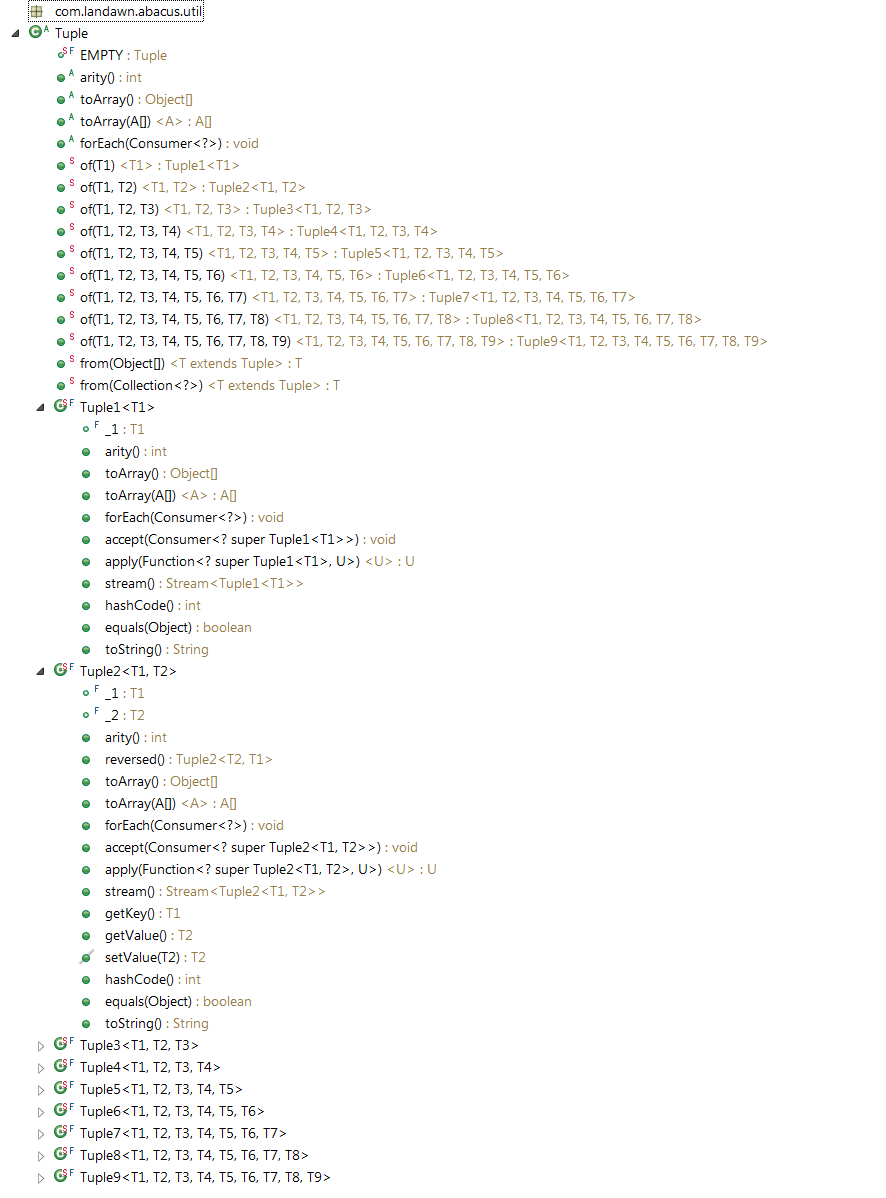 com.landawn.abacus.util
Tuple
EMPTY : Tuple
arity() : int
toArray() : Object[]
toArray(A[]) <A> : A[]
forEach(Consumer<?>) : void
of(T1) <T1> : Tuple1<T1>
of(T1, T2) <T1, T2> : Tuple2<T1, T2>
of(T1, T2, T3) <T1, T2, T3> : Tuple3<T1, T2, T3>
of(T1, T2, T3, T4) <T1, T2, T3, T4> : Tuple4<T1, T2, T3, T4>
of(T1, T2, T3, T4, T5) <T1, T2, T3, T4, T5> : Tuple5<T1, T2, T3, T4, T5>
of(T1, T2, T3, T4, T5, T6) <T1, T2, T3, T4, T5, T6> : Tuple6<T1, T2, T3, T4, T5, T6>
of(T1, T2, T3, T4, T5, T6, T7) <T1, T2, T3, T4, T5, T6, T7> : Tuple7<T1, T2, T3, T4, T5, T6, T7>
of(T1, T2, T3, T4, T5, T6, T7, T8) <T1, T2, T3, T4, T5, T6, T7, T8> : Tuple8<T1, T2, T3, T4, T5, T6, T7, T8>
of(T1, T2, T3, T4, T5, T6, T7, T8, T9) <T1, T2, T3, T4, T5, T6, T7, T8, T9> : Tuple9<T1, T2, T3, T4, T5, T6, T7, T8, T9>
from(Object[]) <T extends Tuple> : T
from(Collection<?>) <T extends Tuple> : T
Tuple1<T1>
_1 : T1
arity() : int
toArray() : Object[]
toArray(A[]) <A> : A[]
forEach(Consumer<?>) : void
accept(Consumer<? super Tuple1<T1>>) : void
apply(Function<? super Tuple1<T1>, U>) <U> : U
stream() : Stream<Tuple1<T1>>
hashCode() : int
equals(Object) : boolean
toString() : String
Tuple2<T1, T2>
_1 : T1
_2 : T2
arity() : int
reversed() : Tuple2<T2, T1>
toArray() : Object[]
toArray(A[]) <A> : A[]
forEach(Consumer<?>) : void
accept(Consumer<? super Tuple2<T1, T2>>) : void
apply(Function<? super Tuple2<T1, T2>, U>) <U> : U
stream() : Stream<Tuple2<T1, T2>>
getKey() : T1
getValue() : T2
setValue(T2) : T2
hashCode() : int
equals(Object) : boolean
toString() : String
Tuple3<T1, T2, T3>
Tuple4<T1, T2, T3, T4>
Tuple5<T1, T2, T3, T4, T5>
Tuple6<T1, T2, T3, T4, T5, T6>
Tuple7<T1, T2, T3, T4, T5, T6, T7>
Tuple8<T1, T2, T3, T4, T5, T6, T7, T8>
Tuple9<T1, T2, T3, T4, T5, T6, T7, T8, T9>